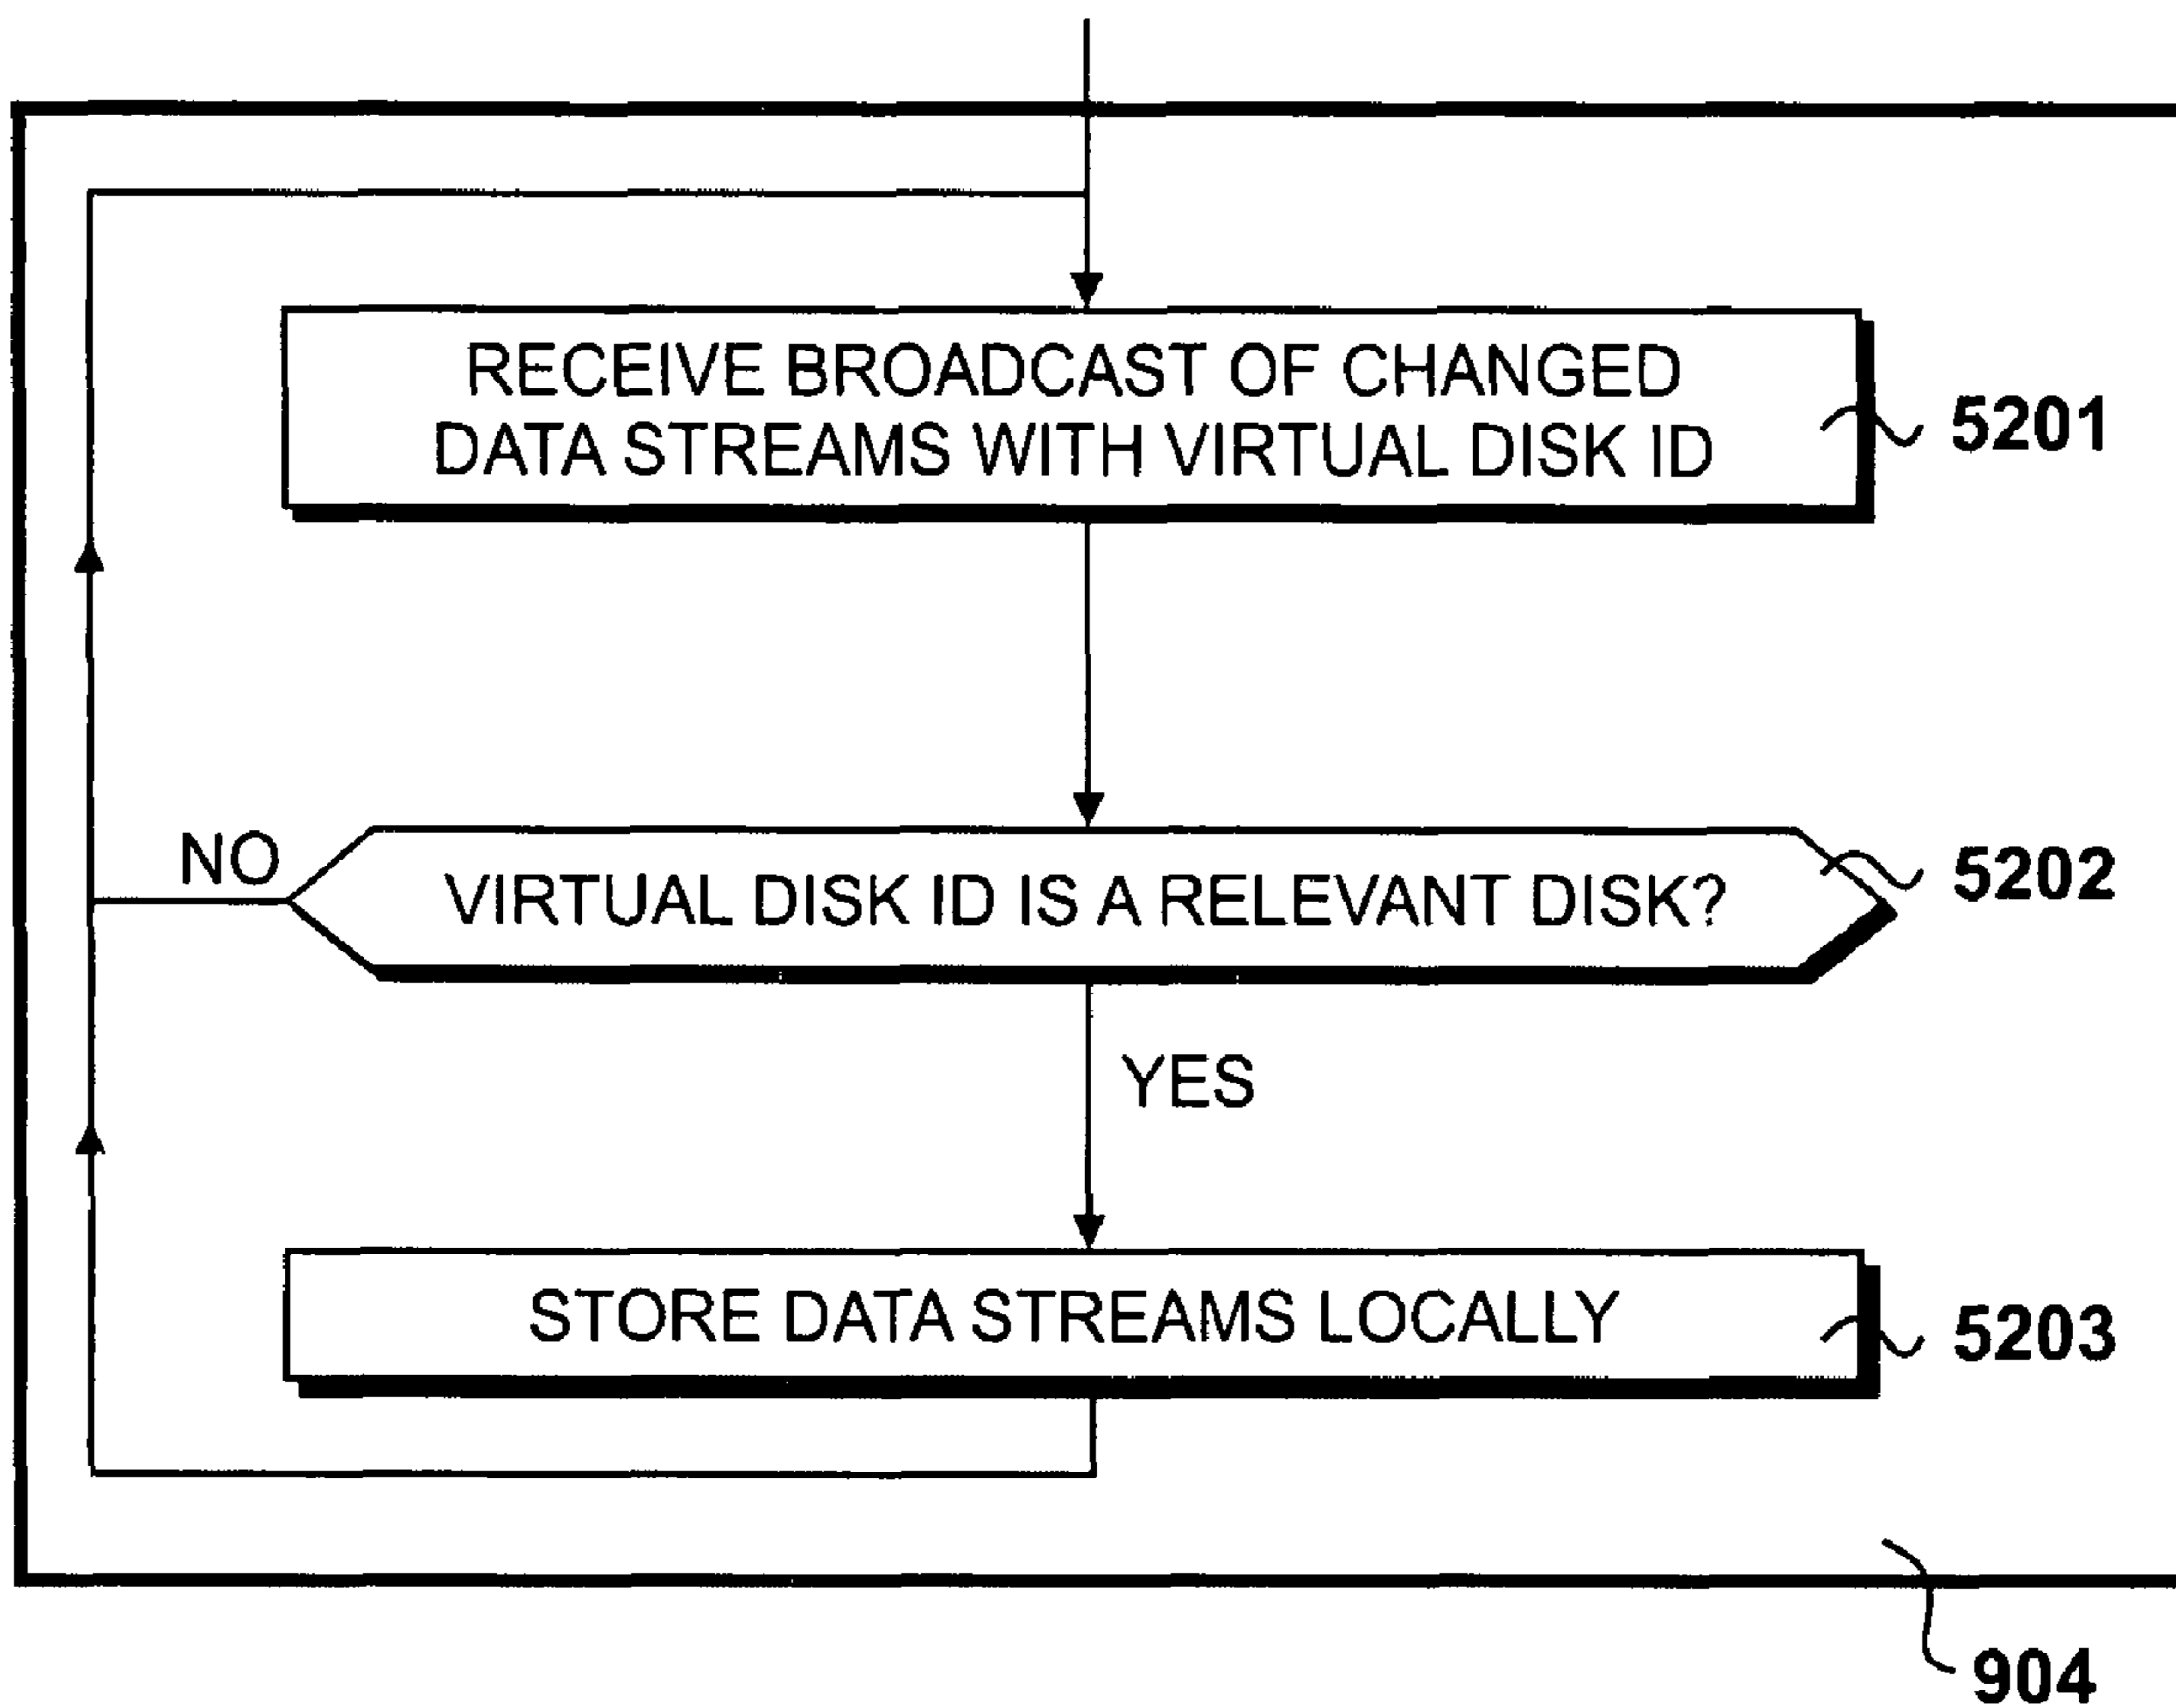 RECEIVE BROADCAST OF CHANGED
DATA STREAMS WITH VIRTUAL DISK ID
5201
NO
VIRTUAL DISK ID IS A RELEVANT DISK?
5202
YES
STORE DATA STREAMS LOCALLY
5203
904